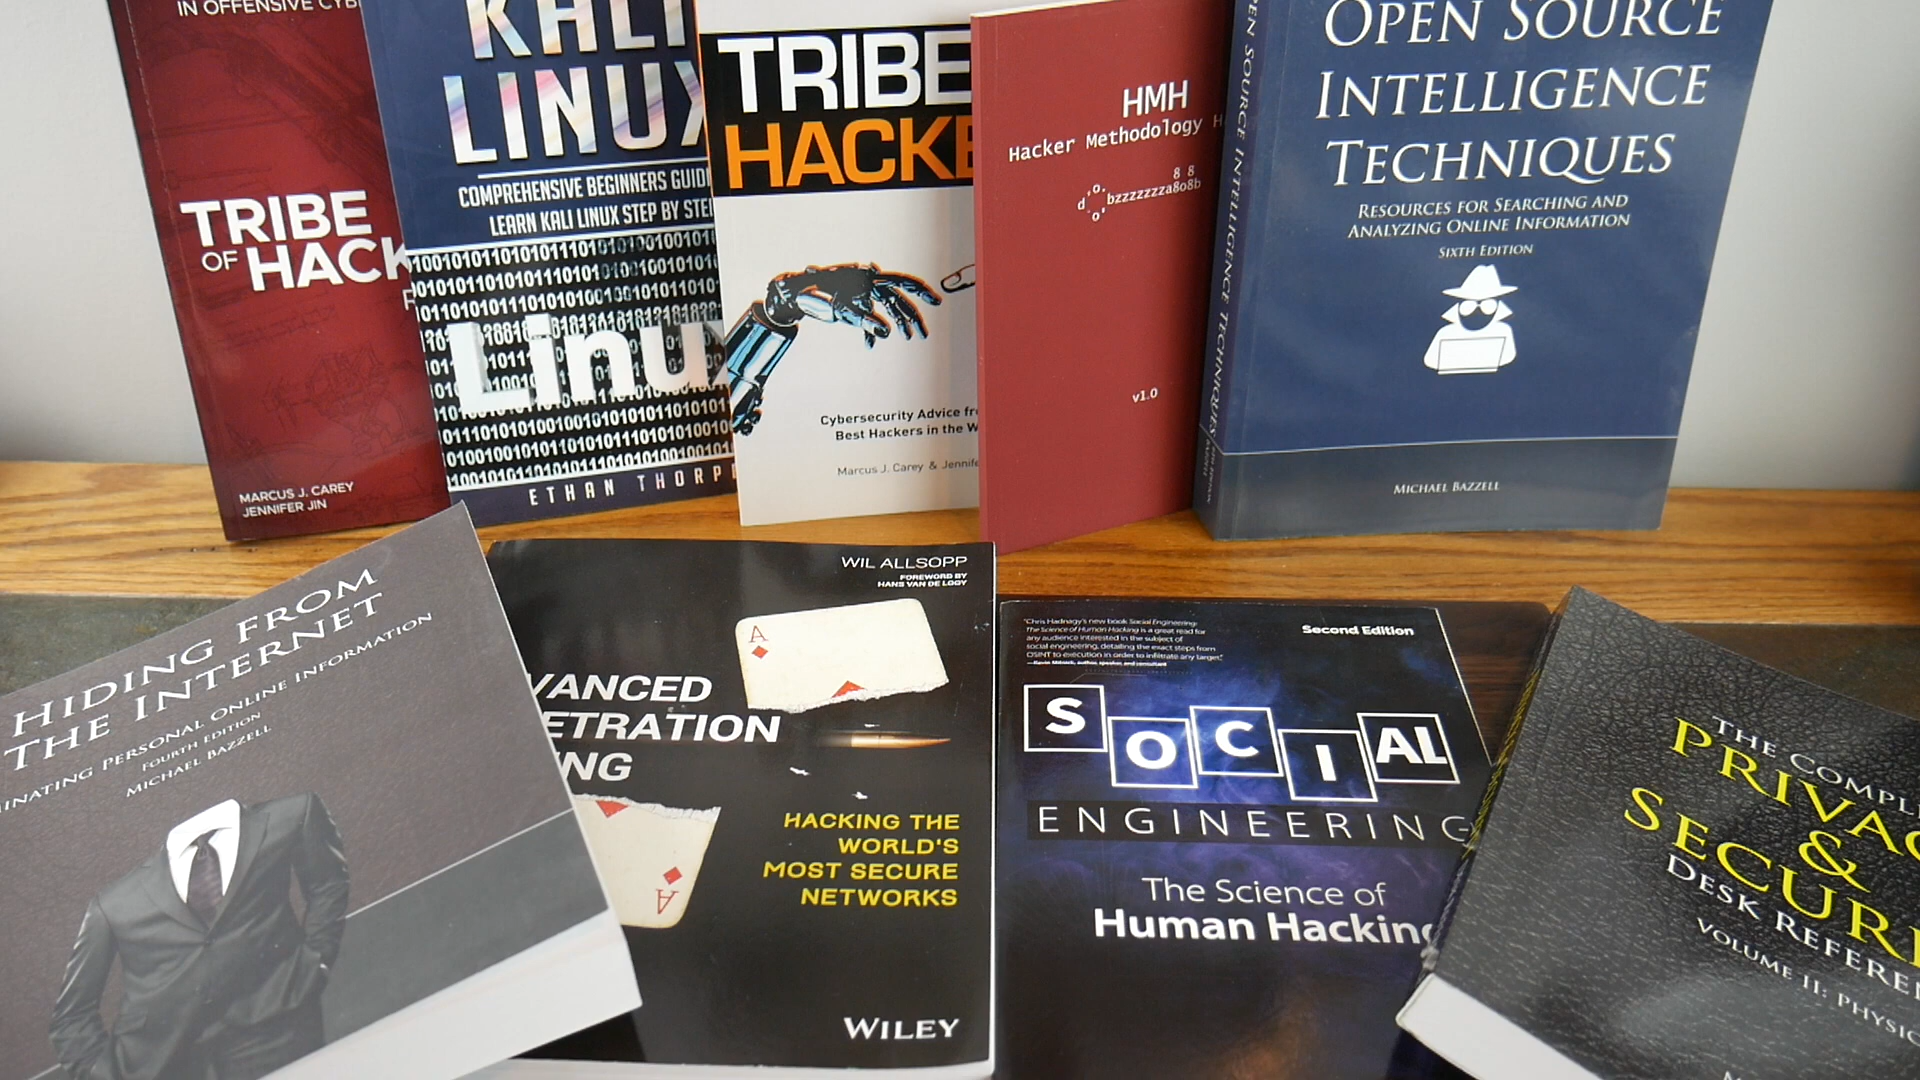 IN OFFENSIVE CYB
TRIBE
OF HACK
MARCUS J. CAREY
JENNIFER JIN
KALI
LINUX
COMPREHENSIVE BEGINNERS GUID
LEARN KALI LINUX STEP BY STE
Linux
ETHAN THORP
TRIBE
HACKE
Cybersecurity Advice fr
Best Hackers in the W
Marcus J. Carey & Jennife
HMH
Hacker Methodology H
8 8
bzzzzzzza8o8b
v1.0
OPEN SOURCE INTELLIGENCE TECHNIQUES
OPEN SOURCE
INTELLIGENCE
TECHNIQUES
RESOURCES FOR SEARCHING AND
ANALYZING ONLINE INFORMATION
SIXTH EDITION
MICHAEL BAZZELL
HIDING FROM
THE INTERNET
INATING PERSONAL ONLINE INFORMATION
FOURTH EDITION
MICHAEL BAZZELL
WIL ALLSOPP
FOREWORD BY
HANS VAN DE LOOY
A
VANCED
ETRATION
ING
A
HACKING THE
WORLD'S
MOST SECURE
NETWORKS
WILEY
"Chris Hadnagy's new book Social Engineering:
The Science of Human Hacking is a great read for
any audience interested in the subject of
social engineering, detailing the exact steps from
OSINT to execution in order to infiltrate any target."
—Kevin Mitnick, author, speaker, and consultant
Second Edition
SOCIAL
ENGINEERING
The Science of
Human Hacking
THE COMPL
PRIVAC
&
SECURI
DESK REFERE
VOLUME II: PHYSIC